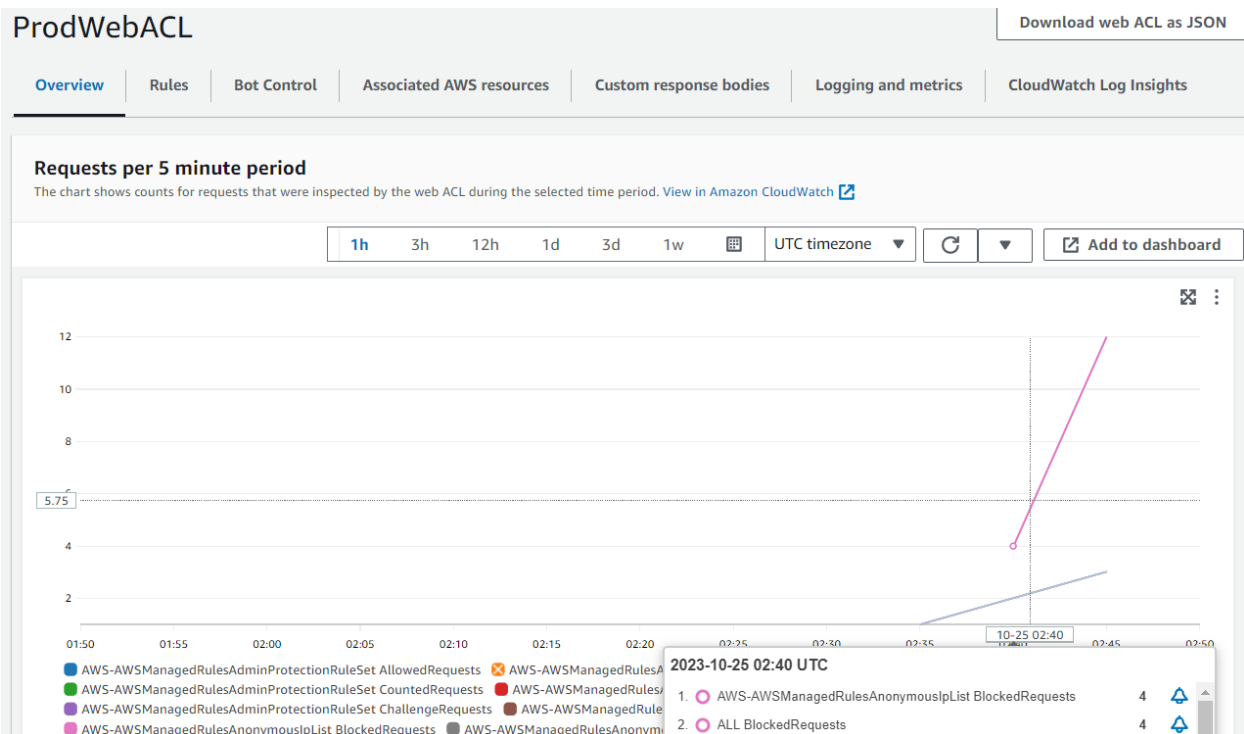 ProdWebACL
Download web ACL as JSON
Overview Rules Bot Control Associated AWS resources Custom response bodies Logging and metrics CloudWatch Log Insights
Requests per 5 minute period
The chart shows counts for requests that were inspected by the web ACL during the selected time period. View in Amazon CloudWatch
1h 3h 12h 1d 3d 1w UTC timezone Add to dashboard
12
10
8
5.75
4
2
01:50 01:55 02:00 02:05 02:10 02:15 02:20 02:25 02:30 02:35 02:45 02:50
10-25 02:40
AWS-AWSManagedRulesAdminProtectionRuleSet AllowedRequests AWS-AWSManagedRulesA
AWS-AWSManagedRulesAdminProtectionRuleSet CountedRequests AWS-AWSManagedRules
AWS-AWSManagedRulesAdminProtectionRuleSet ChallengeRequests AWS-AWSManagedRule
AWS-AWSManagedRulesAnonymousIpList BlockedRequests AWS-AWSManagedRulesAnonym
2023-10-25 02:40 UTC
1. AWS-AWSManagedRulesAnonymousIpList BlockedRequests 4
2. ALL BlockedRequests 4